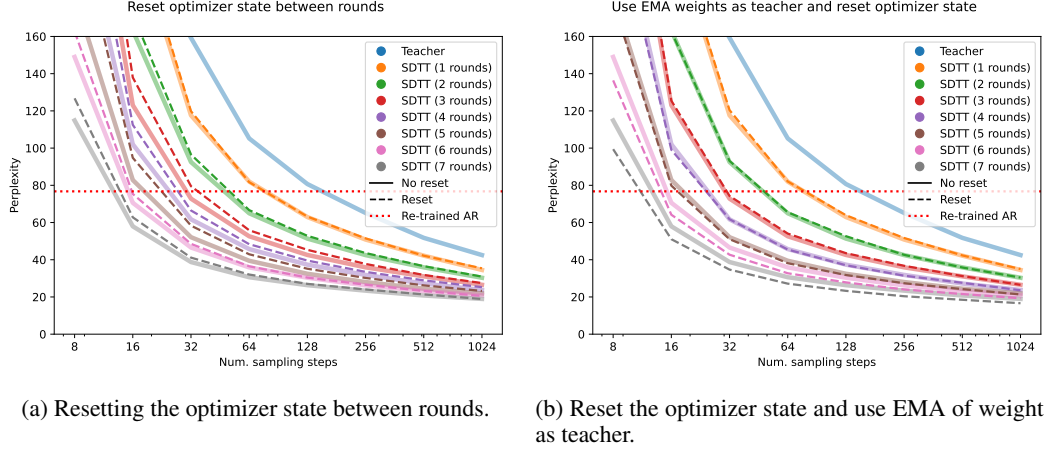 Reset optimizer state between rounds
160
140
120
100
80
60
40
20
0
Perplexity
8
16
32
64
128
256
512
1024
Num. sampling steps
Teacher
SDTT (1 rounds)
SDTT (2 rounds)
SDTT (3 rounds)
SDTT (4 rounds)
SDTT (5 rounds)
SDTT (6 rounds)
SDTT (7 rounds)
No reset
Reset
Re-trained AR
(a) Resetting the optimizer state between rounds.
Use EMA weights as teacher and reset optimizer state
160
140
120
100
80
60
40
20
0
Perplexity
8
16
32
64
128
256
512
1024
Num. sampling steps
Teacher
SDTT (1 rounds)
SDTT (2 rounds)
SDTT (3 rounds)
SDTT (4 rounds)
SDTT (5 rounds)
SDTT (6 rounds)
SDTT (7 rounds)
No reset
Reset
Re-trained AR
(b) Reset the optimizer state and use EMA of weight
as teacher.